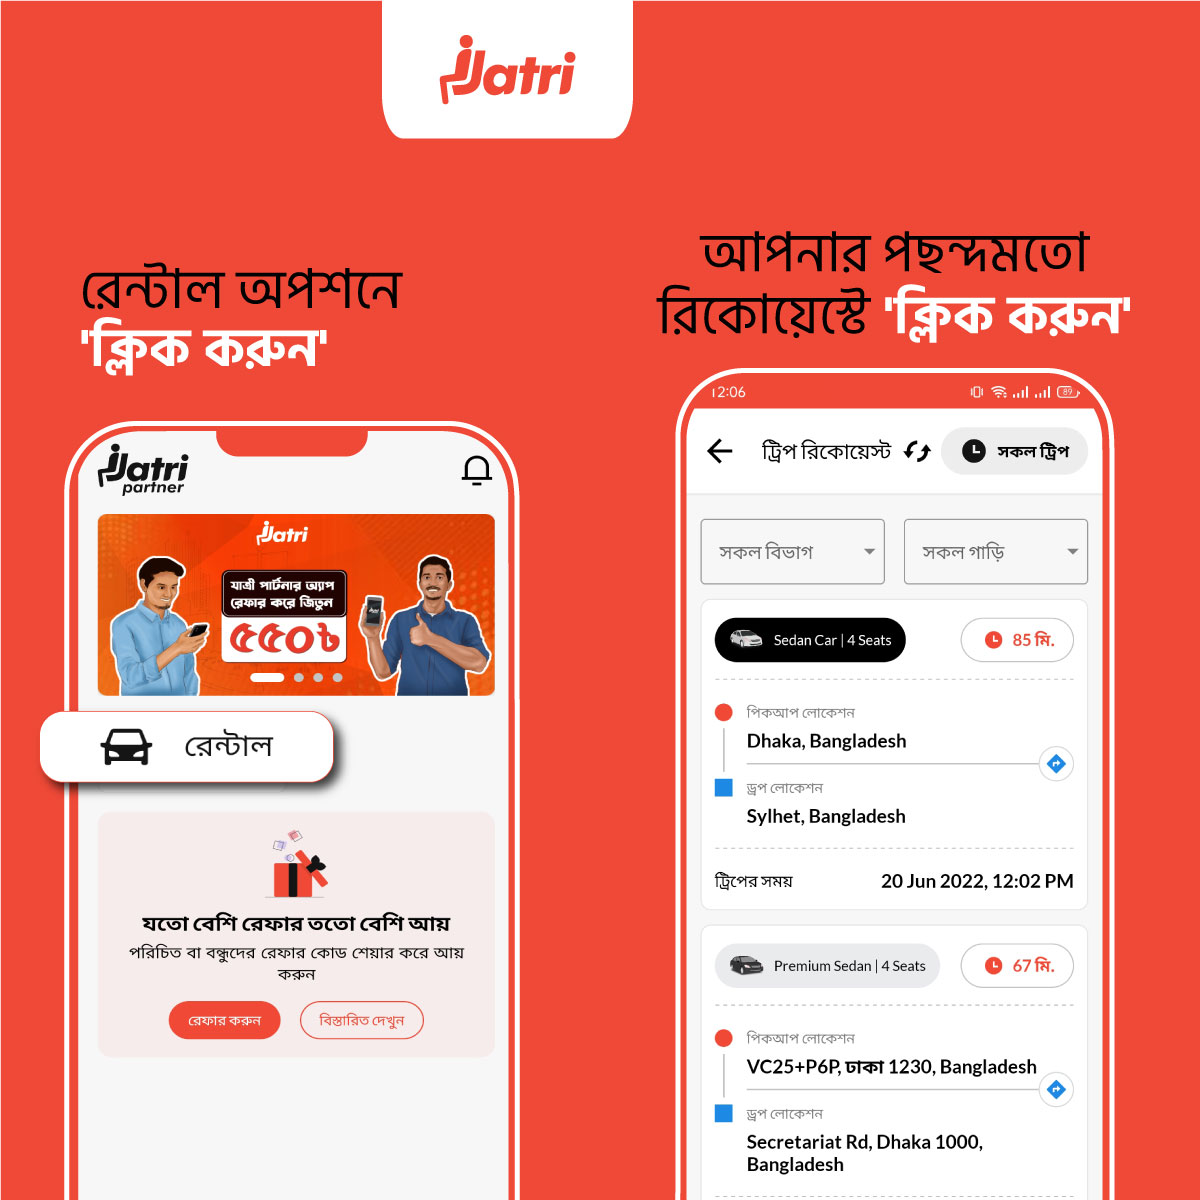 Jatri
রেন্টাল অপশনে
'ক্লিক করুন'
Jatri
partner
Jatri
যাত্রী পার্টনার অ্যাপ
রেফার করে জিতুন
৫৫০৳
রেন্টাল
যতো বেশি রেফার ততো বেশি আয়
পরিচিত বা বন্ধুদের রেফার কোড শেয়ার করে আয়
করুন
রেফার করুন
বিস্তারিত দেখুন
আপনার পছন্দমতো
রিকোয়েস্টে 'ক্লিক করুন'
12:06
89
ট্রিপ রিকোয়েস্ট
সকল ট্রিপ
সকল বিভাগ
সকল গাড়ি
Sedan Car | 4 Seats
85 মি.
পিকআপ লোকেশন
Dhaka, Bangladesh
ড্রপ লোকেশন
Sylhet, Bangladesh
ট্রিপের সময়
20 Jun 2022, 12:02 PM
Premium Sedan | 4 Seats
67 মি.
পিকআপ লোকেশন
VC25+P6P, ঢাকা 1230, Bangladesh
ড্রপ লোকেশন
Secretariat Rd, Dhaka 1000,
Bangladesh